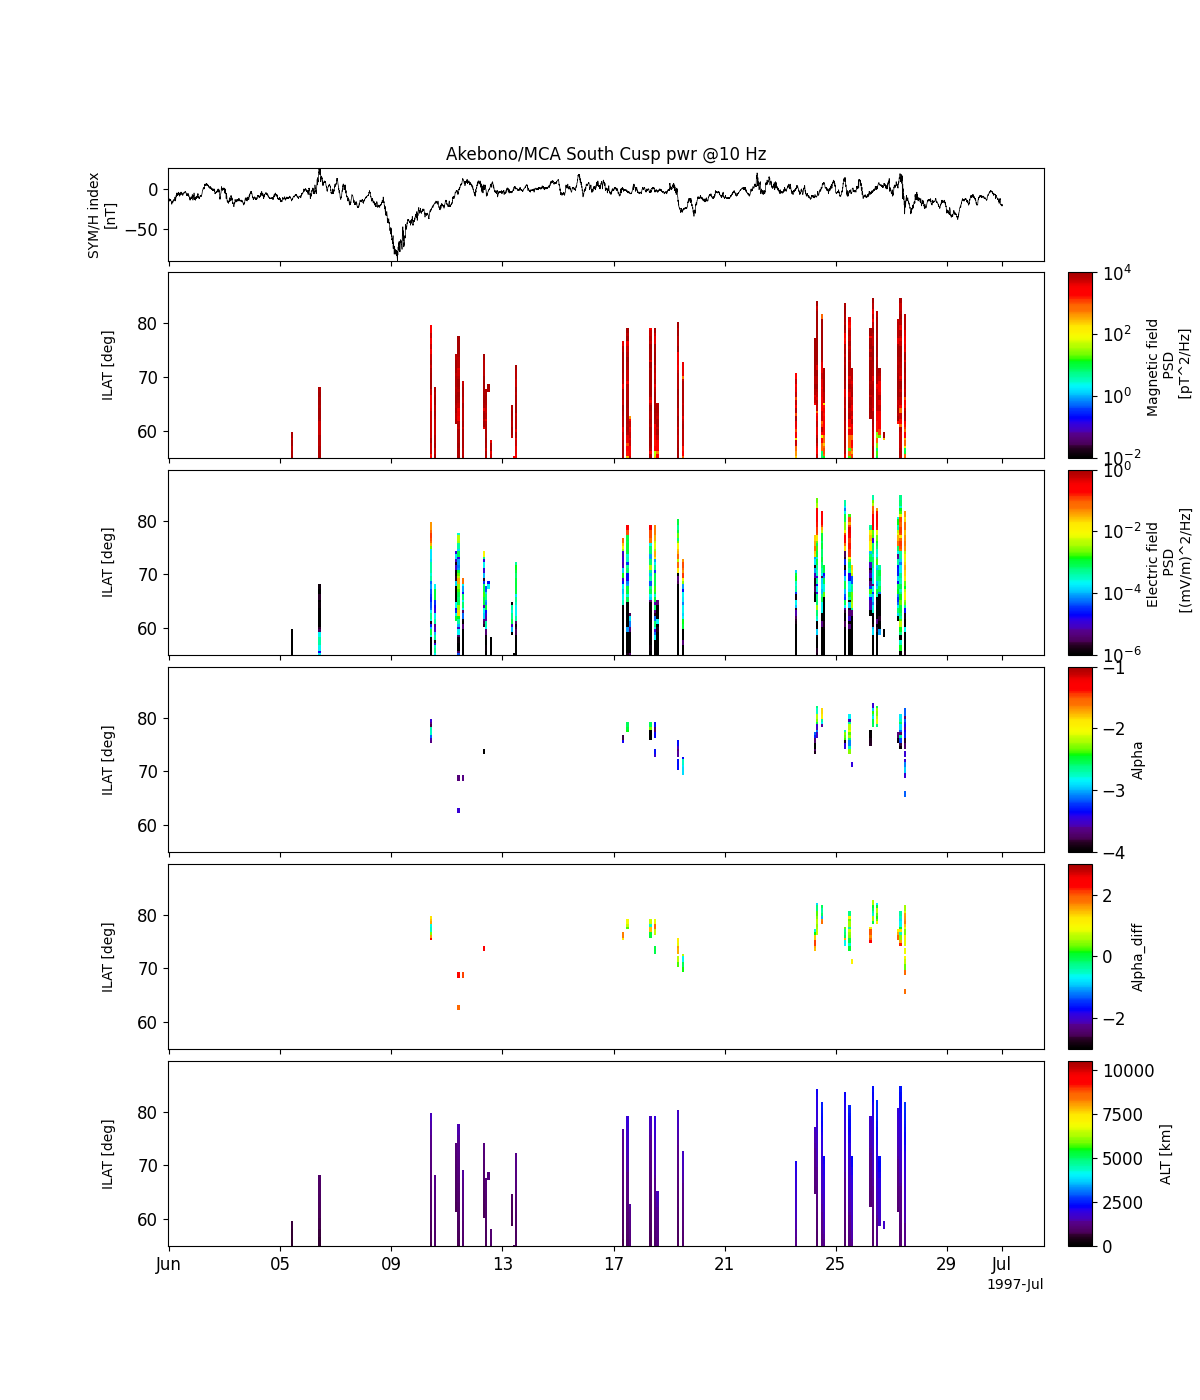 Akebono/MCA South Cusp pwr @10 Hz
SYM/H index
[nT]
0
−50
ILAT [deg]
80
70
60
10^4
10^2
10^0
10^−2
Magnetic field
PSD
[pT^2/Hz]
ILAT [deg]
80
70
60
10^0
10^−2
10^−4
10^−6
Electric field
PSD
[(mV/m)^2/Hz]
ILAT [deg]
80
70
60
−1
−2
−3
−4
Alpha
ILAT [deg]
80
70
60
2
0
−2
Alpha_diff
ILAT [deg]
80
70
60
10000
7500
5000
2500
0
ALT [km]
Jun 05 09 13 17 21 25 29 Jul
1997-Jul